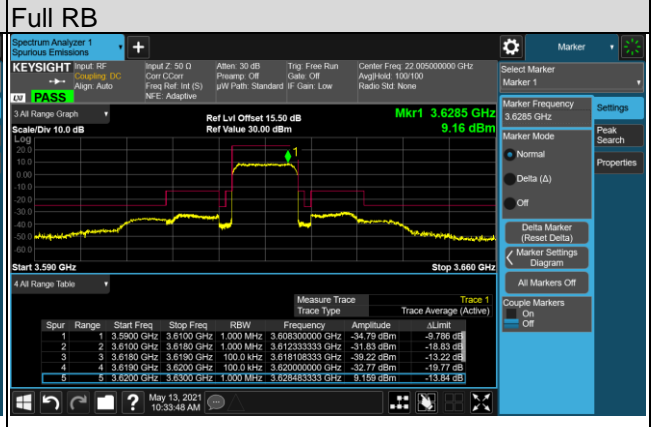 Full RB
Spectrum Analyzer 1
Spurious Emissions
Marker
KEYSIGHT Input: RF Input Z: 50 Ω Atten: 30 dB Trig: Free Run Center Freq: 22.005000000 GHz
Coupling: DC Corr CCorr Preamp: Off Gate: Off Avg|Hold: 100/100
Align: Auto Freq Ref: Int (S) µW Path: Standard IF Gain: Low Radio Std: None
NFE: Adaptive
LXI PASS
Select Marker
Marker 1
3 All Range Graph
Ref Lvl Offset 15.50 dB
Mkr1 3.6285 GHz
Scale/Div 10.0 dB
Ref Value 30.00 dBm
9.16 dBm
Log
20.0
10.0
0.00
-10.0
-20.0
-30.0
-40.0
-50.0
-60.0
1
Start 3.590 GHz
Stop 3.660 GHz
Marker Frequency
3.6285 GHz
Marker Mode
Normal
Delta (Δ)
Off
Delta Marker
(Reset Delta)
Marker Settings
Diagram
All Markers Off
Couple Markers
On
Off
Settings
Peak
Search
Properties
4 All Range Table
Measure Trace Trace 1
Trace Type Trace Average (Active)
Spur Range Start Freq Stop Freq RBW Frequency Amplitude ΔLimit
1 1 3.5900 GHz 3.6100 GHz 1.000 MHz 3.608300000 GHz -34.79 dBm -9.786 dB
2 2 3.6100 GHz 3.6180 GHz 1.000 MHz 3.612333333 GHz -31.83 dBm -18.83 dB
3 3 3.6180 GHz 3.6190 GHz 100.0 kHz 3.618108333 GHz -39.22 dBm -13.22 dB
4 4 3.6190 GHz 3.6200 GHz 100.0 kHz 3.620000000 GHz -32.77 dBm -19.77 dB
5 5 3.6200 GHz 3.6300 GHz 1.000 MHz 3.628483333 GHz 9.159 dBm -13.84 dB
May 13, 2021
10:33:48 AM